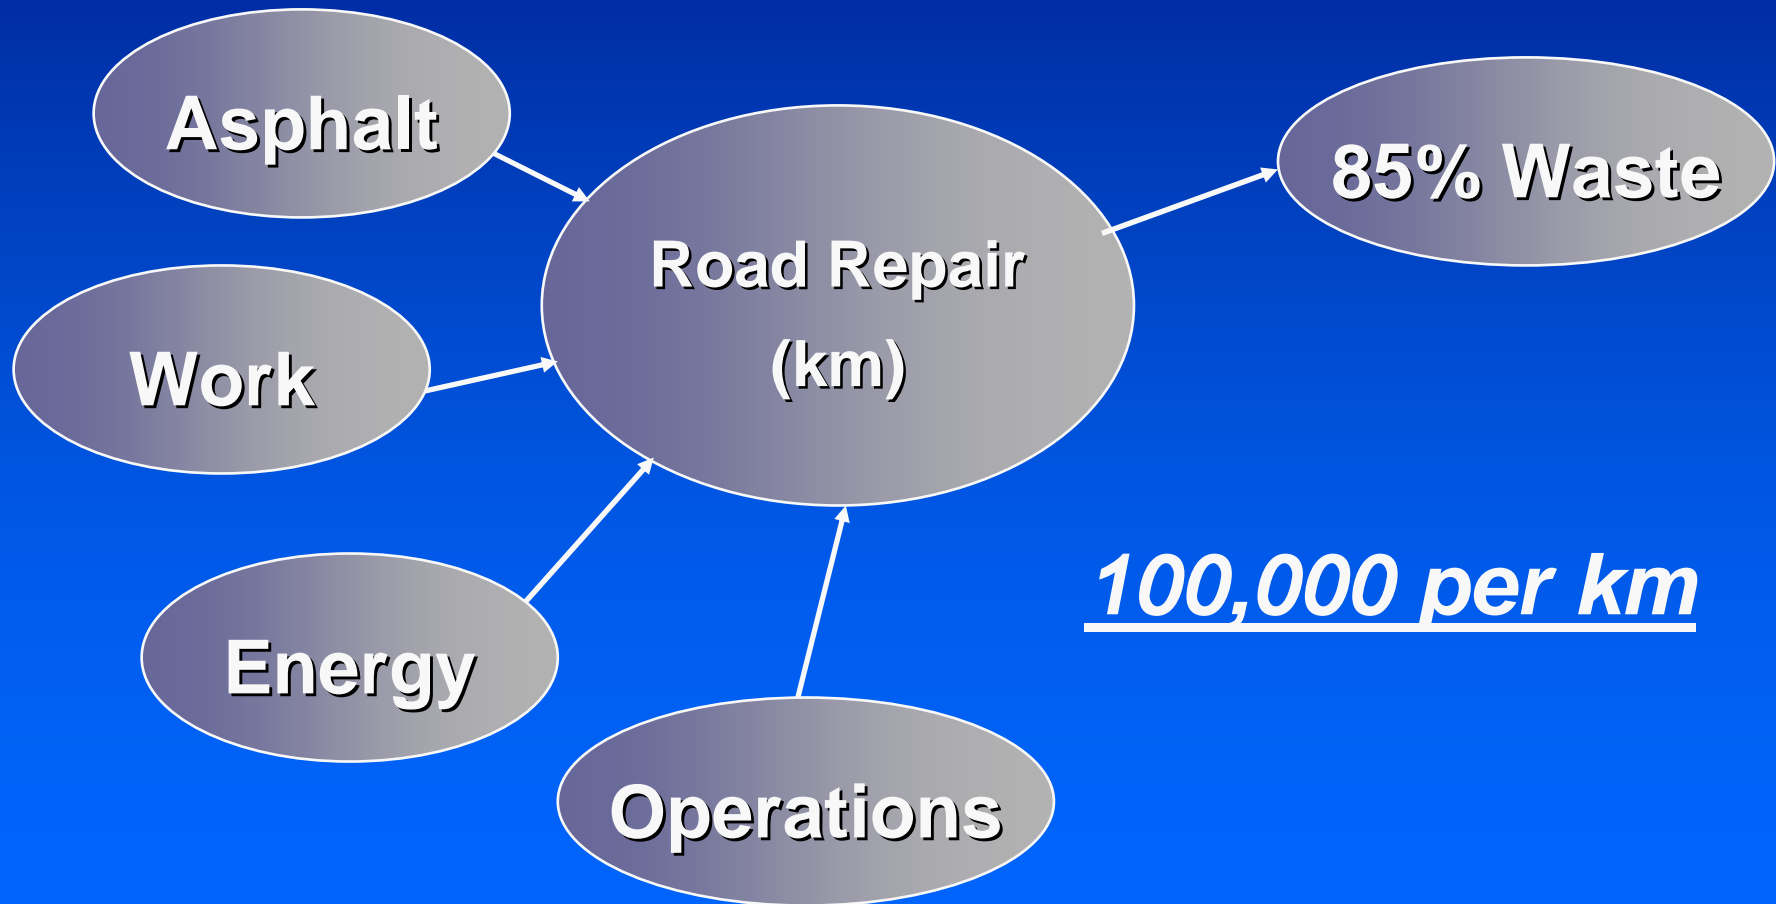 Asphalt
85% Waste
Road Repair
(km)
Work
100,000 per km
Energy
Operations